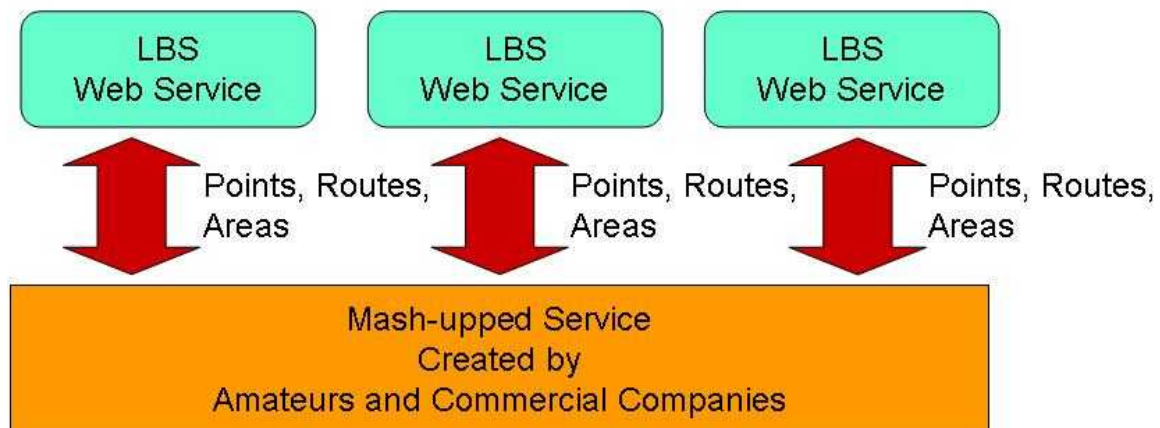 LBS
Web Service
LBS
Web Service
LBS
Web Service
Points, Routes,
Areas
Points, Routes,
Areas
Points, Routes,
Areas
Mash-upped Service
Created by
Amateurs and Commercial Companies